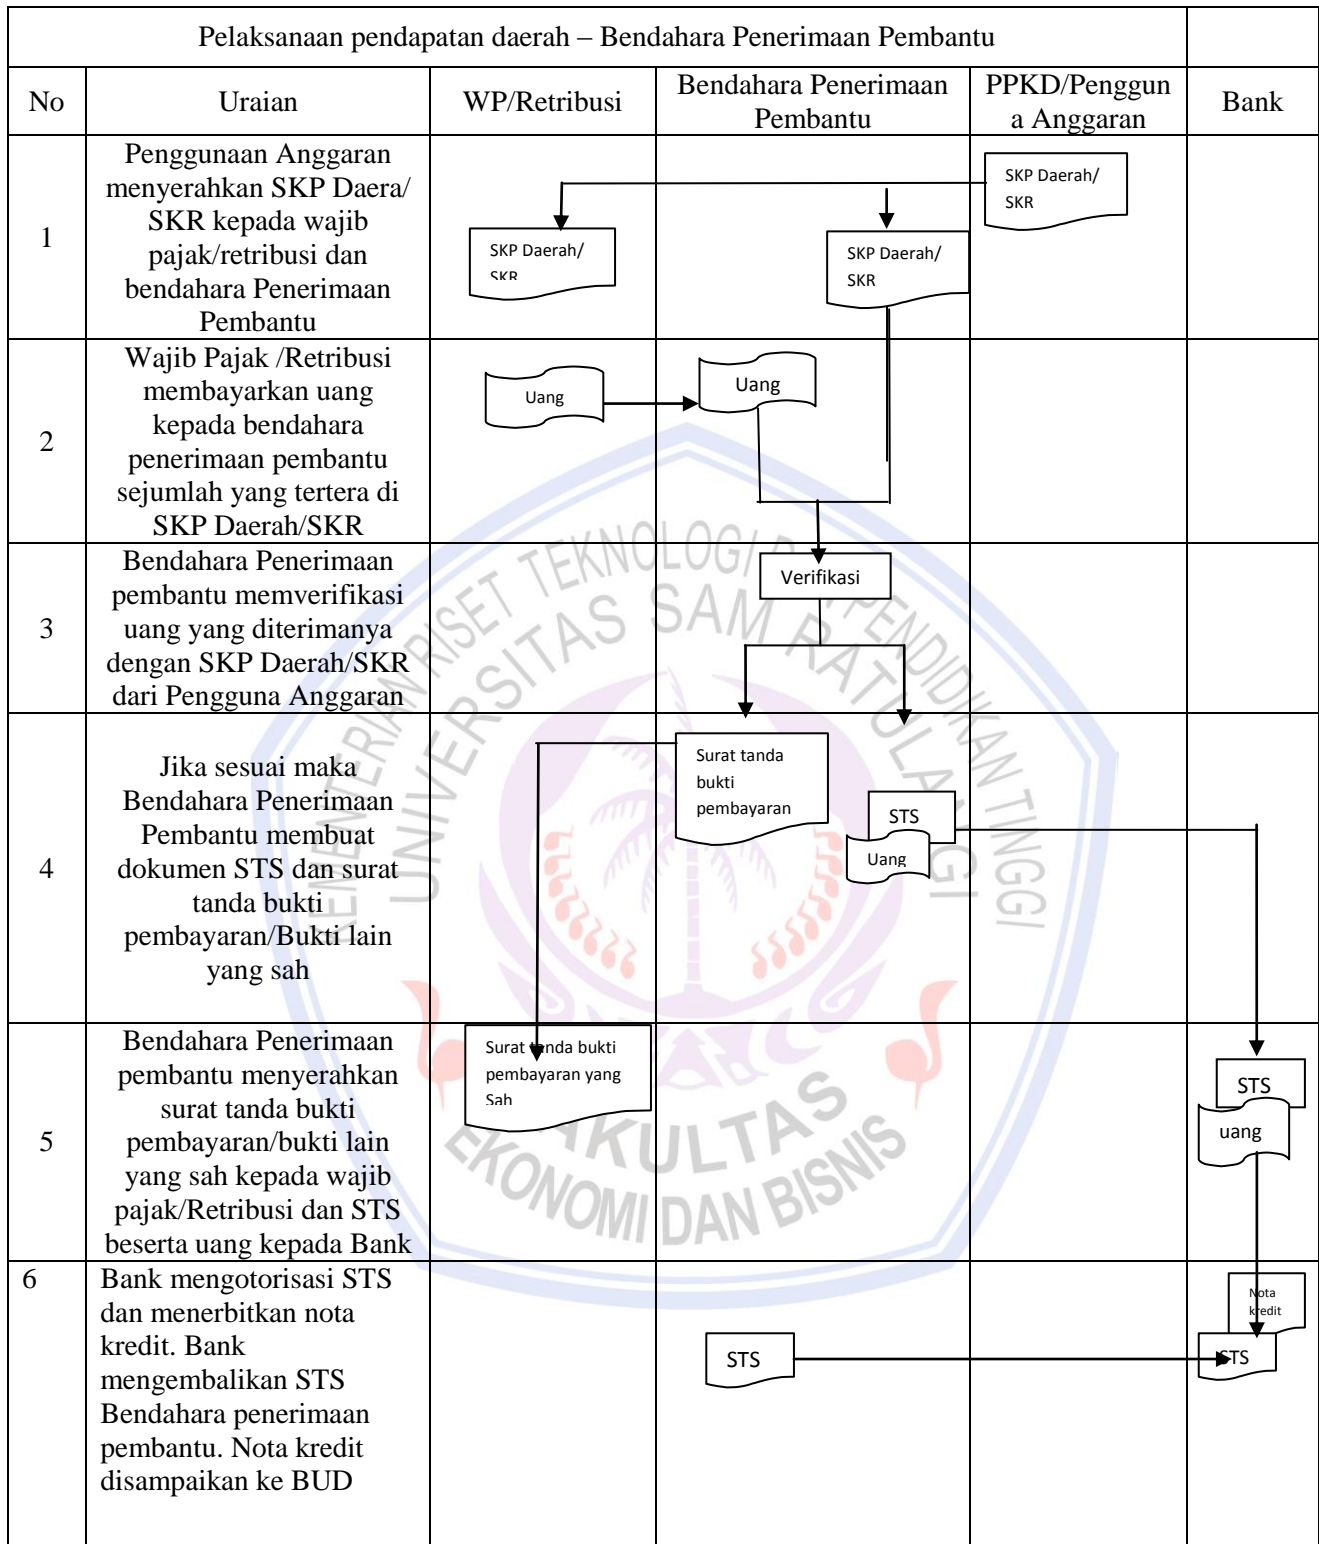 Pelaksanaan pendapatan daerah – Bendahara Penerimaan Pembantu
No
Uraian
WP/Retribusi
Bendahara Penerimaan
Pembantu
PPKD/Penggun
a Anggaran
Bank
1
Penggunaan Anggaran
menyerahkan SKP Daera/
SKR kepada wajib
pajak/retribusi dan
bendahara Penerimaan
Pembantu
SKP Daerah/
SKR
SKP Daerah/
SKR
SKP Daerah/
SKR
2
Wajib Pajak /Retribusi
membayarkan uang
kepada bendahara
penerimaan pembantu
sejumlah yang tertera di
SKP Daerah/SKR
Uang
Uang
3
Bendahara Penerimaan
pembantu memverifikasi
uang yang diterimanya
dengan SKP Daerah/SKR
dari Pengguna Anggaran
Verifikasi
4
Jika sesuai maka
Bendahara Penerimaan
Pembantu membuat
dokumen STS dan surat
tanda bukti
pembayaran/Bukti lain
yang sah
Surat tanda
bukti
pembayaran
STS
Uang
5
Bendahara Penerimaan
pembantu menyerahkan
surat tanda bukti
pembayaran/bukti lain
yang sah kepada wajib
pajak/Retribusi dan STS
beserta uang kepada Bank
Surat tanda bukti
pembayaran yang
Sah
STS
uang
6
Bank mengotorisasi STS
dan menerbitkan nota
kredit. Bank
mengembalikan STS
Bendahara penerimaan
pembantu. Nota kredit
disampaikan ke BUD
STS
Nota
kredit
STS
KEMENTERIAN RISET TEKNOLOGI DAN PENDIDIKAN TINGGI
UNIVERSITAS SAM RATULANGI
FAKULTAS
EKONOMI DAN BISNIS